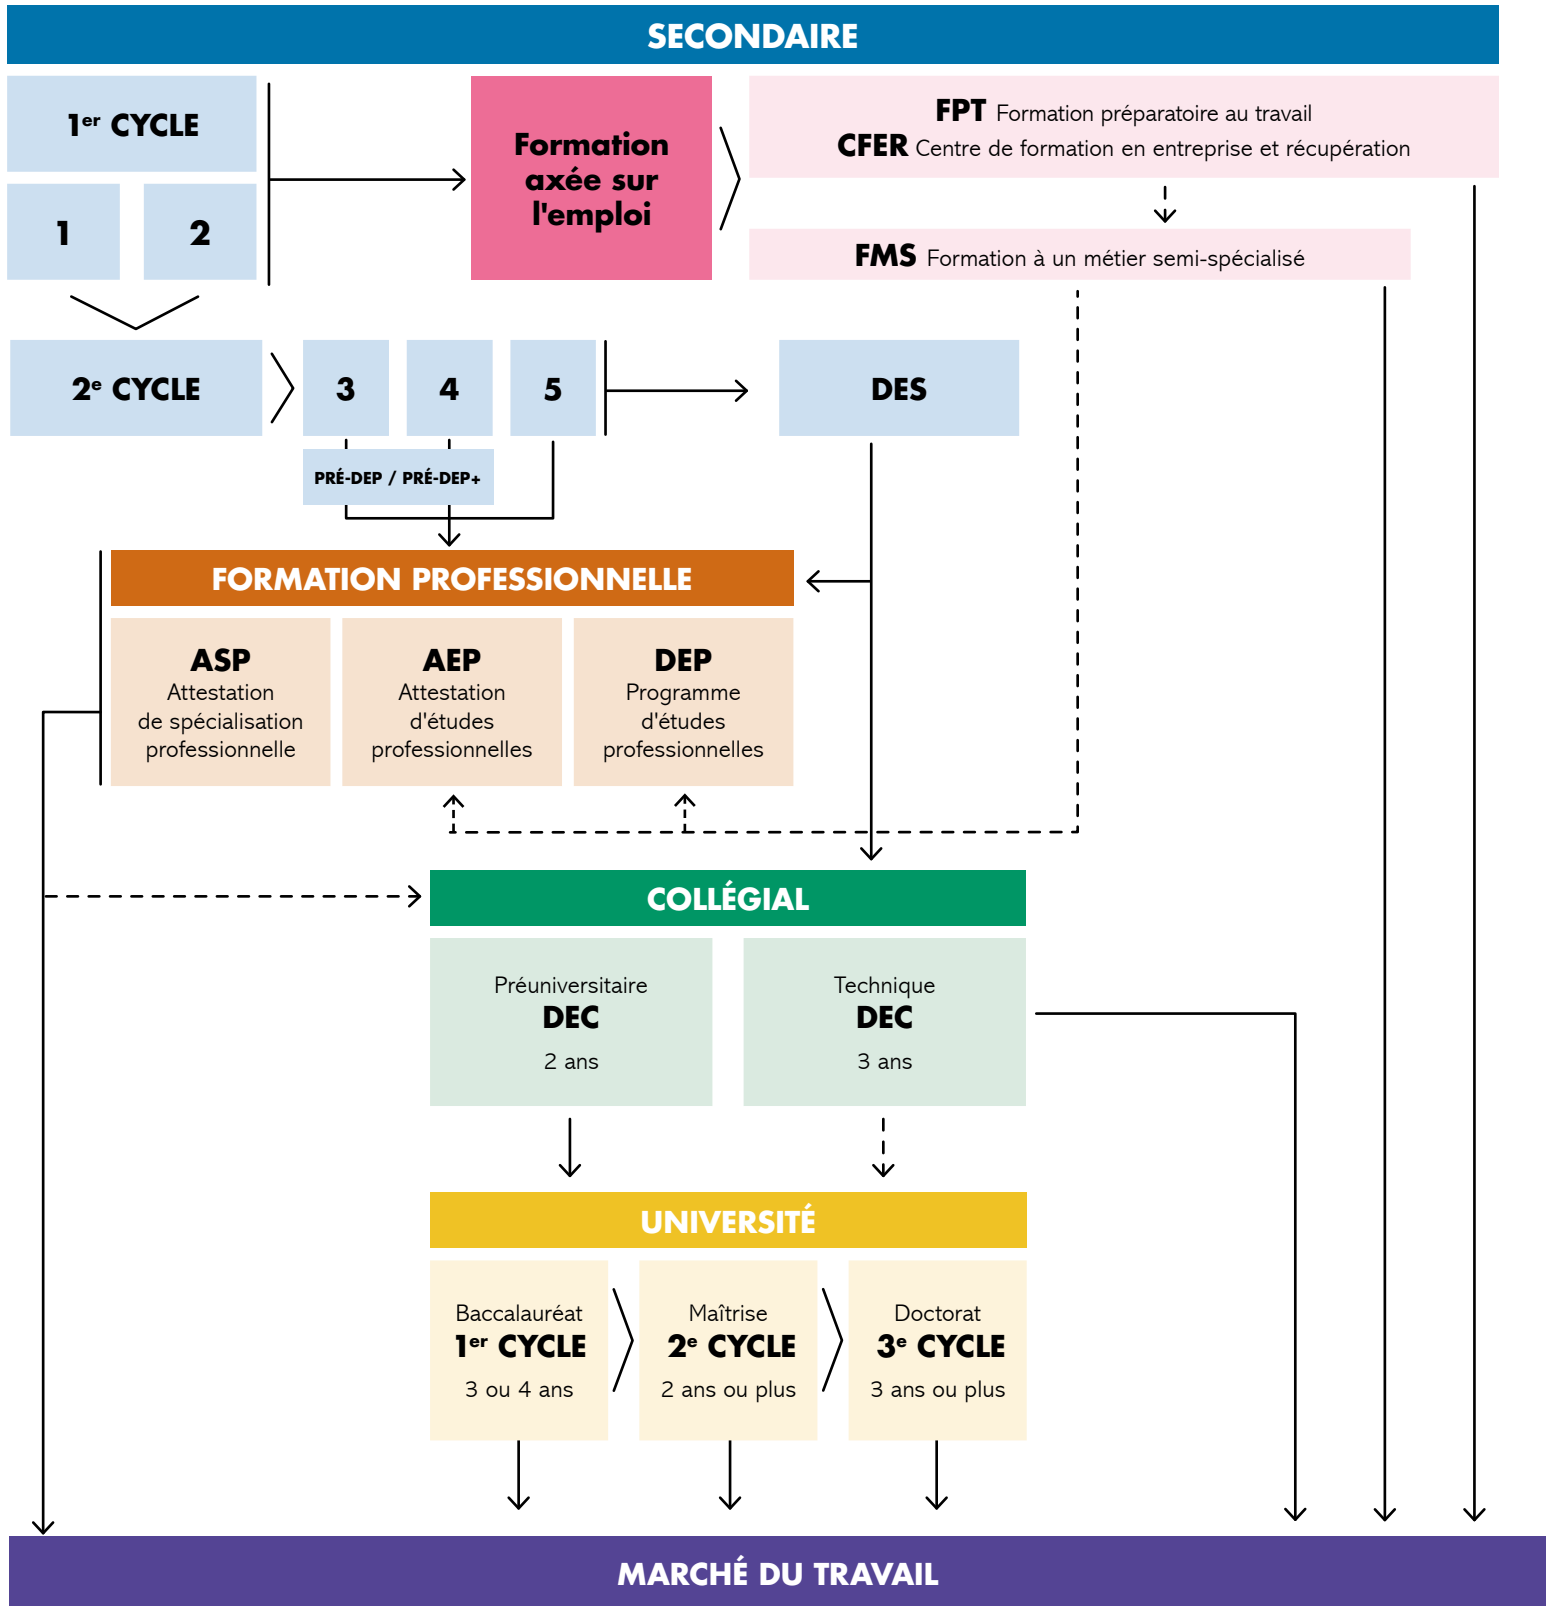 SECONDAIRE
1er CYCLE
1
2
Formation
axée sur
l'emploi
FPT Formation préparatoire au travail
CFER Centre de formation en entreprise et récupération
FMS Formation à un métier semi-spécialisé
2e CYCLE
3
4
5
DES
PRÉ-DEP / PRÉ-DEP+
FORMATION PROFESSIONNELLE
ASP
Attestation
de spécialisation
professionnelle
AEP
Attestation
d'études
professionnelles
DEP
Programme
d'études
professionnelles
COLLÉGIAL
Préuniversitaire
DEC
2 ans
Technique
DEC
3 ans
UNIVERSITÉ
Baccalauréat
1er CYCLE
3 ou 4 ans
Maîtrise
2e CYCLE
2 ans ou plus
Doctorat
3e CYCLE
3 ans ou plus
MARCHÉ DU TRAVAIL